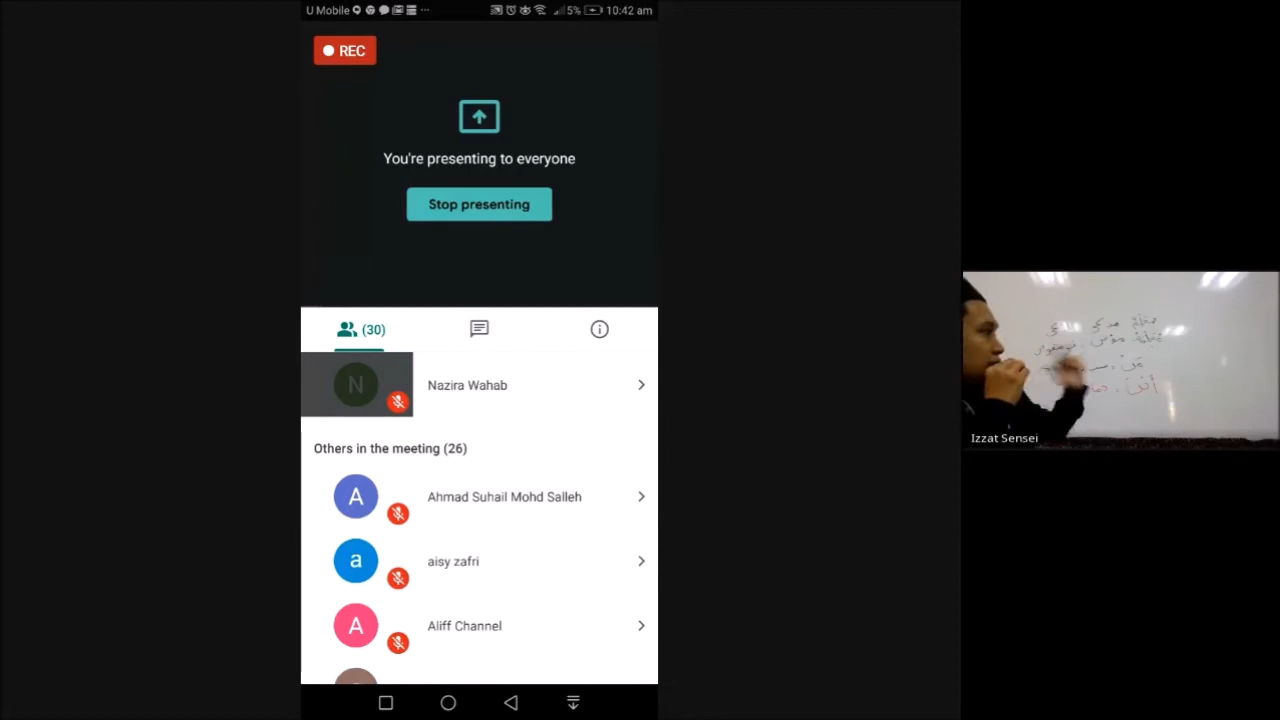 U Mobile ... 5% 10:42 am
REC
You're presenting to everyone
Stop presenting
(30)
N Nazira Wahab
Others in the meeting (26)
A Ahmad Suhail Mohd Salleh
a aisy zafri
A Aliff Channel
Izzat Sensei